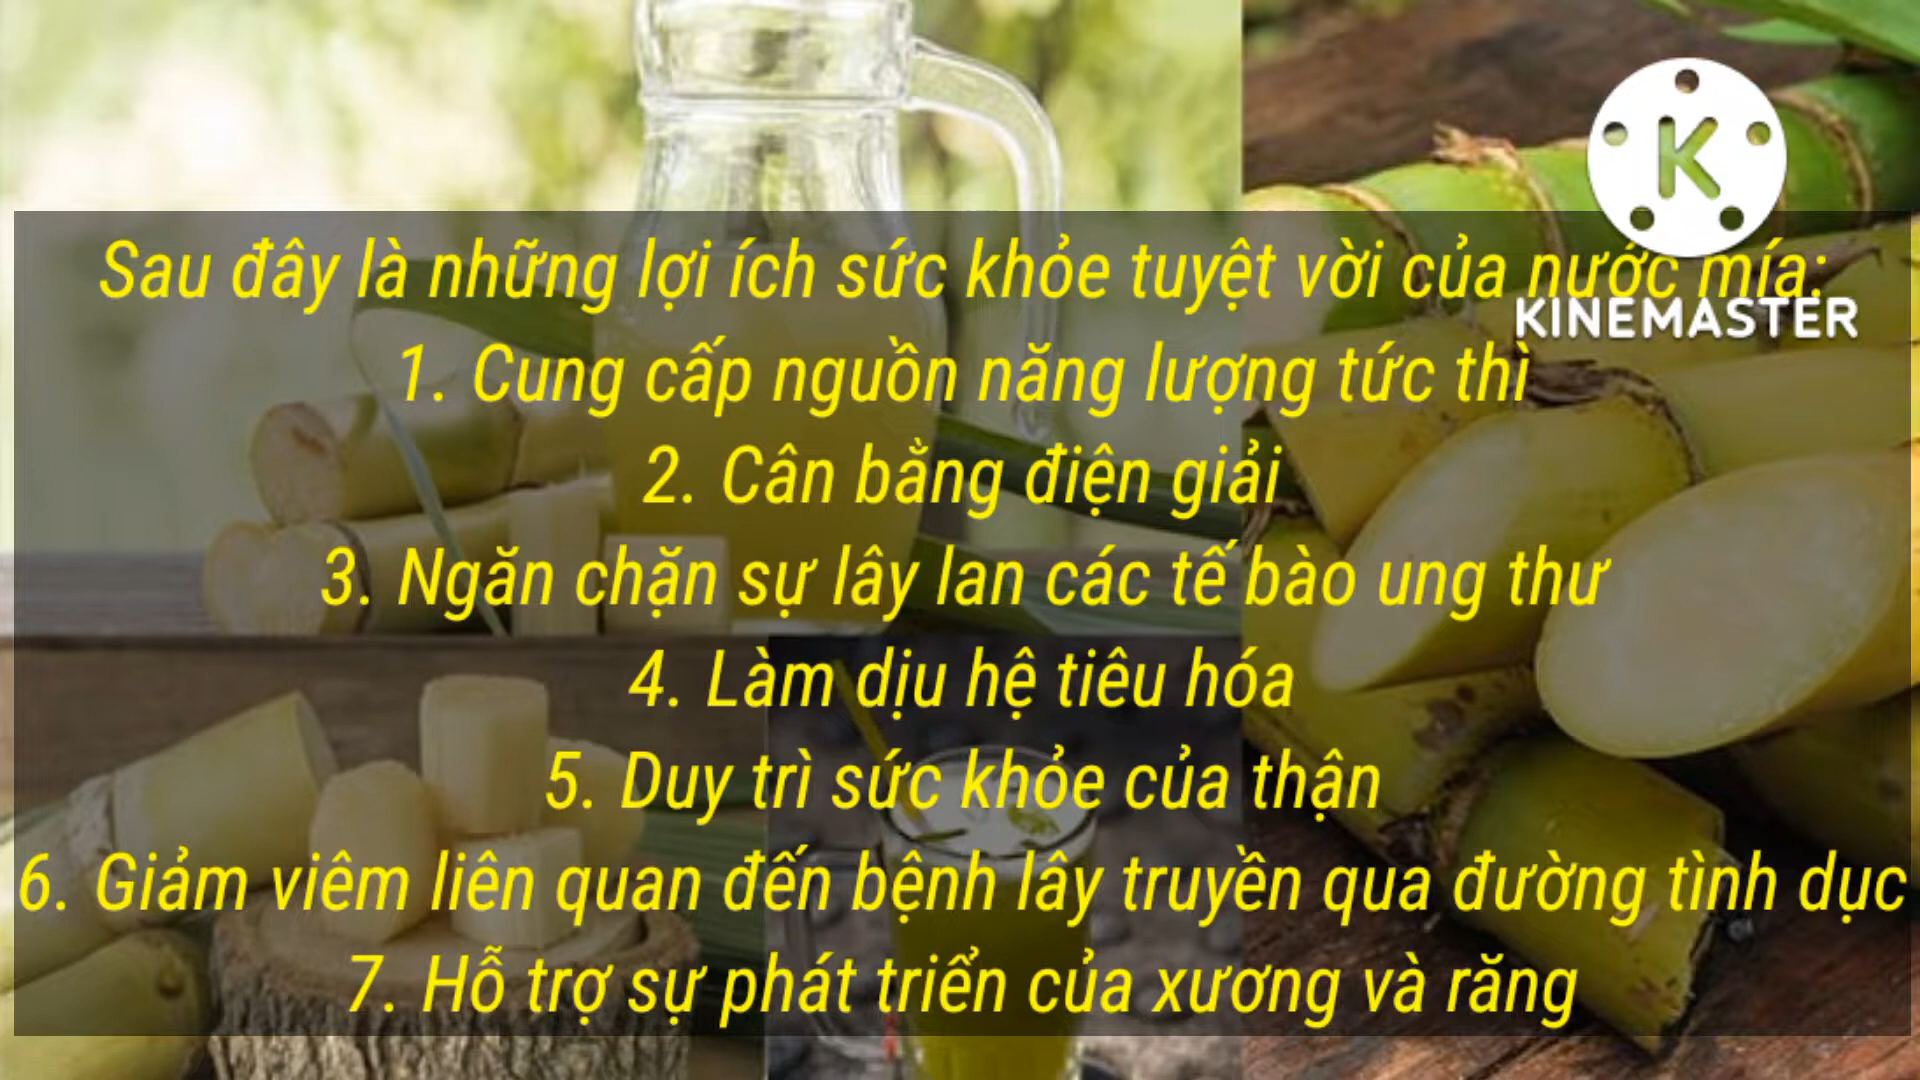 Sau đây là những lợi ích sức khỏe tuyệt vời của nước mía:
KINEMASTER
1. Cung cấp nguồn năng lượng tức thì
2. Cân bằng điện giải
3. Ngăn chặn sự lây lan các tế bào ung thư
4. Làm dịu hệ tiêu hóa
5. Duy trì sức khỏe của thận
6. Giảm viêm liên quan đến bệnh lây truyền qua đường tình dục
7. Hỗ trợ sự phát triển của xương và răng